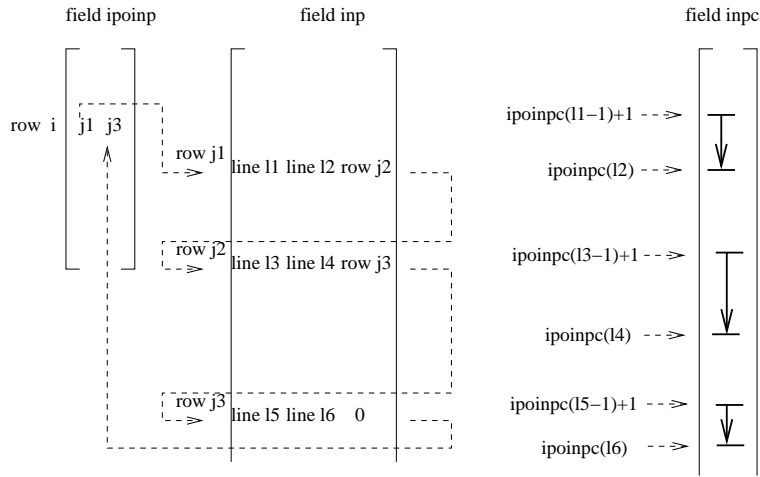 field ipoinp
field inp
field inpc
row i
j1 j3
row j1
line l1 line l2 row j2
row j2
line l3 line l4 row j3
row j3
line l5 line l6 0
ipoinpc(l1−1)+1
ipoinpc(l2)
ipoinpc(l3−1)+1
ipoinpc(l4)
ipoinpc(l5−1)+1
ipoinpc(l6)